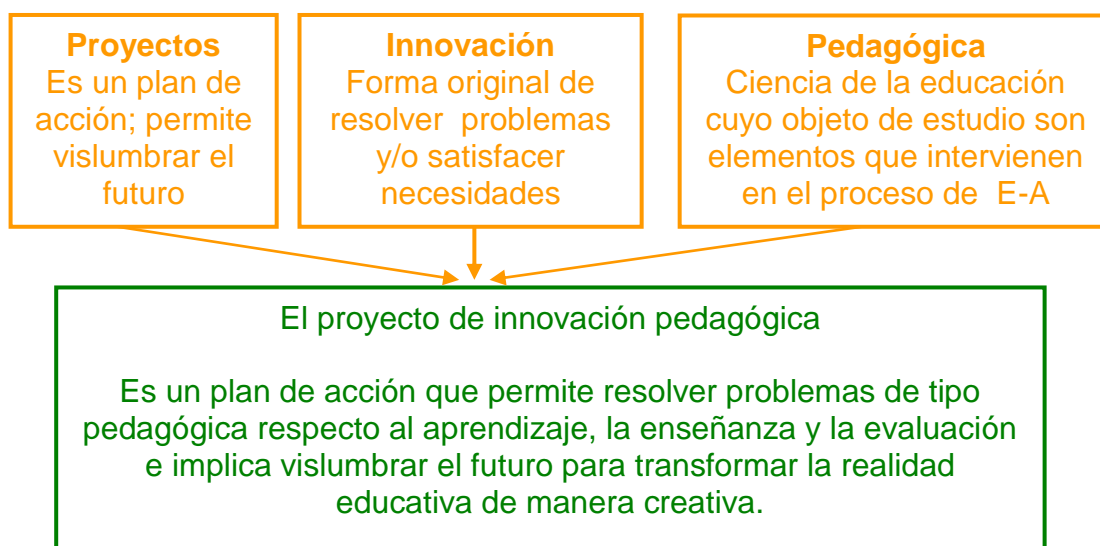 Proyectos
Es un plan de
acción; permite
vislumbrar el
futuro
Innovación
Forma original de
resolver problemas
y/o satisfacer
necesidades
Pedagógica
Ciencia de la educación
cuyo objeto de estudio son
elementos que intervienen
en el proceso de E-A
El proyecto de innovación pedagógica
Es un plan de acción que permite resolver problemas de tipo
pedagógica respecto al aprendizaje, la enseñanza y la evaluación
e implica vislumbrar el futuro para transformar la realidad
educativa de manera creativa.